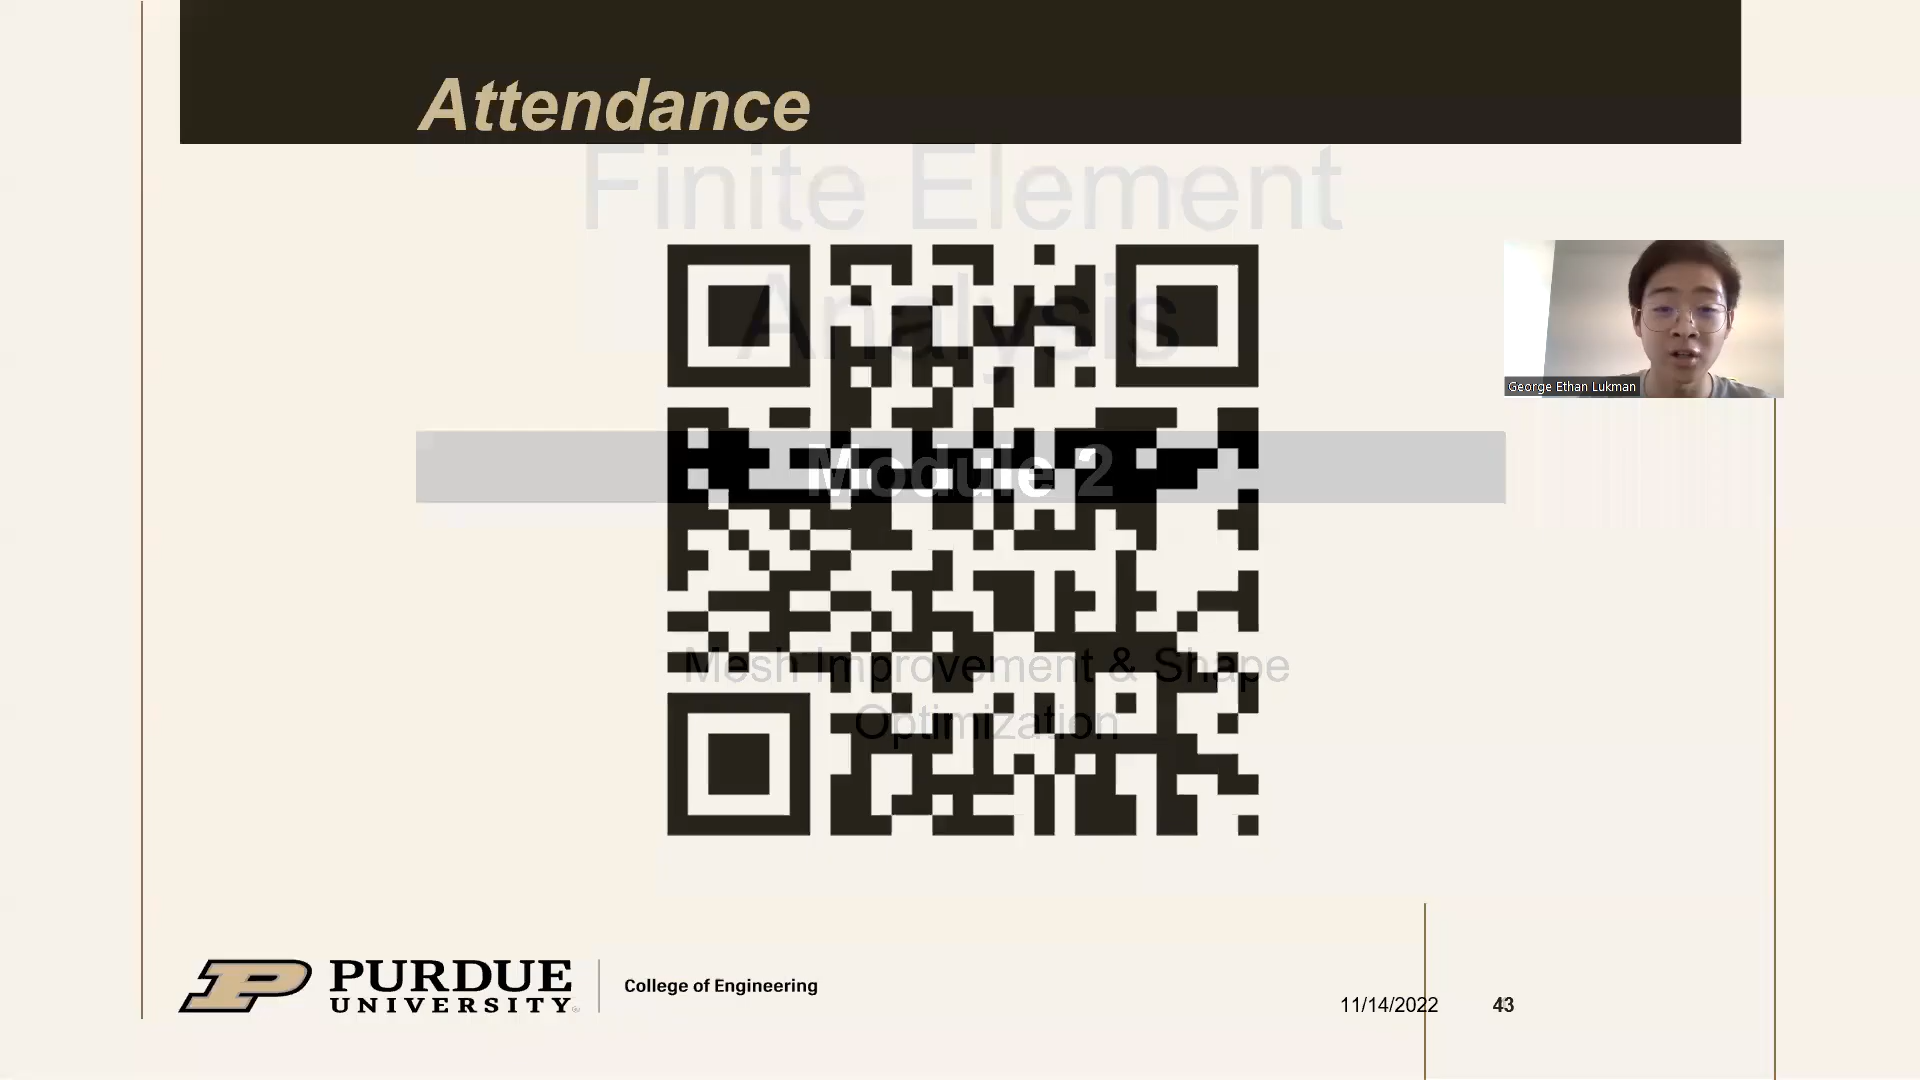 Attendance
Finite Element
Analysis
George Ethan Lukman
Module 2
Mesh Improvement & Shape
Optimization
PURDUE
UNIVERSITY
College of Engineering
11/14/2022
43